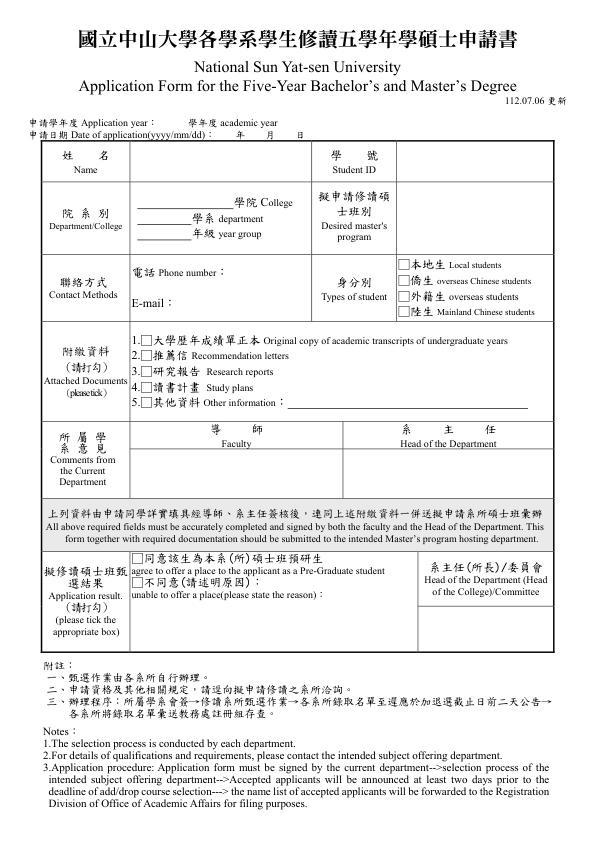 國立中山大學各學系學生修讀五學年學碩士申請書
National Sun Yat-sen University
Application Form for the Five-Year Bachelor's and Master's Degree
112.07.06 更新
申請學年度 Application year： 學年度 academic year
申請日期 Date of application(yyyy/mm/dd)： 年 月 日
姓 名
Name
學 號
Student ID
院 系 別
Department/College
____學院 College
____學系 department
____年級 year group
擬申請修讀碩
士班別
Desired master's
program
聯絡方式
Contact Methods
電話 Phone number：
E-mail：
身分別
Types of student
□本地生 Local students
□僑生 overseas Chinese students
□外籍生 overseas students
□陸生 Mainland Chinese students
附繳資料
（請打勾）
Attached Documents
（pleasetick）
1.□大學歷年成績單正本 Original copy of academic transcripts of undergraduate years
2.□推薦信 Recommendation letters
3.□研究報告 Research reports
4.□讀書計畫 Study plans
5.□其他資料 Other information：____
所 屬 學
系 意 見
Comments from
the Current
Department
導 師
Faculty
系 主 任
Head of the Department
上列資料由申請同學詳實填具經導師、系主任簽核後，連同上述附繳資料一併送擬申請系所碩士班彙辦
All above required fields must be accurately completed and signed by both the faculty and the Head of the Department. This
form together with required documentation should be submitted to the intended Master's program hosting department.
擬修讀碩士班甄
選結果
Application result.
（請打勾）
(please tick the
appropriate box)
□同意該生為本系(所)碩士班預研生
agree to offer a place to the applicant as a Pre-Graduate student
□不同意(請述明原因)：
unable to offer a place(please state the reason)：
系主任(所長)/委員會
Head of the Department (Head
of the College)/Committee
附註：
一、甄選作業由各系所自行辦理。
二、申請資格及其他相關規定，請逕向擬申請修讀之系所洽詢。
三、辦理程序：所屬學系會簽→修讀系所甄選作業→各系所錄取名單至遲應於加退選截止日前二天公告→
各系所將錄取名單彙送教務處註冊組存查。
Notes：
1.The selection process is conducted by each department.
2.For details of qualifications and requirements, please contact the intended subject offering department.
3.Application procedure: Application form must be signed by the current department-->selection process of the
intended subject offering department-->Accepted applicants will be announced at least two days prior to the
deadline of add/drop course selection---> the name list of accepted applicants will be forwarded to the Registration
Division of Office of Academic Affairs for filing purposes.